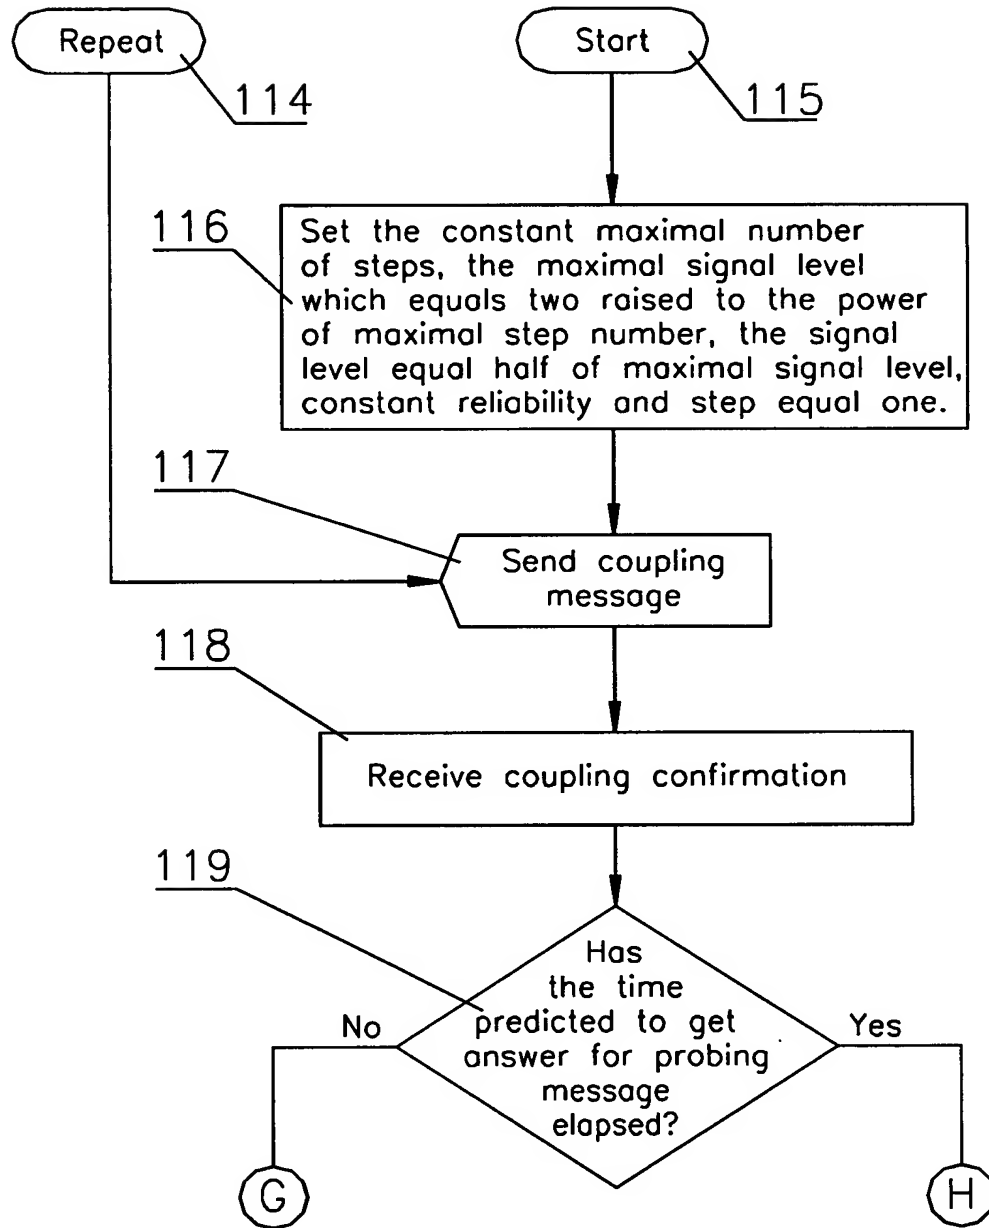 Repeat
Start
114
115
116
Set the constant maximal number
of steps, the maximal signal level
which equals two raised to the power
of maximal step number, the signal
level equal half of maximal signal level,
constant reliability and step equal one.
117
Send coupling
message
118
Receive coupling confirmation
119
Has
the time
predicted to get
answer for probing
message
elapsed?
No
Yes
G
H